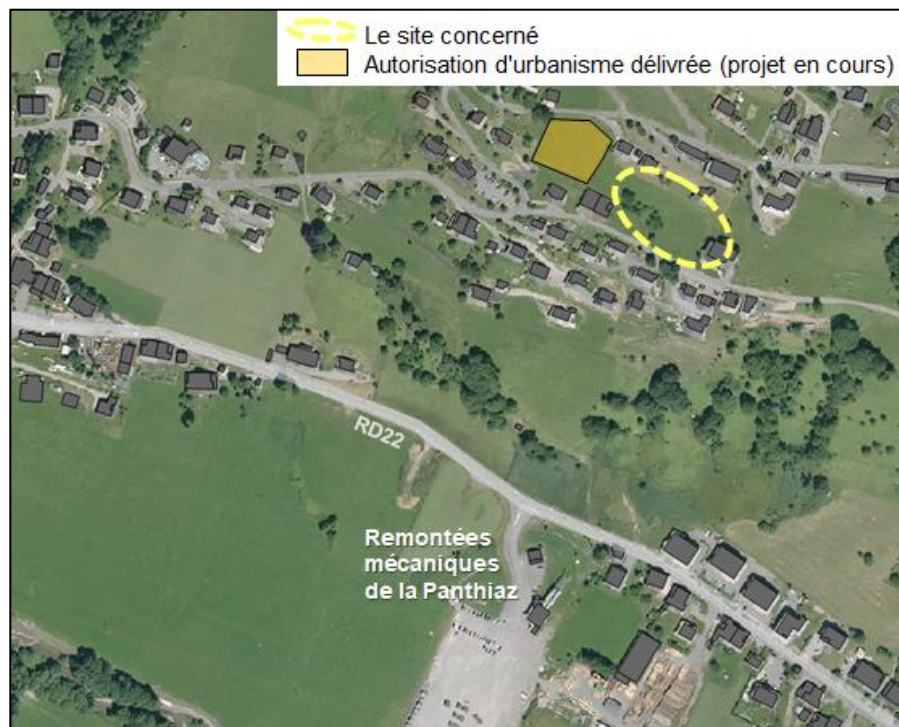 Le site concerné
Autorisation d'urbanisme délivrée (projet en cours)
RD22
Remontées
mécaniques
de la Panthiaz